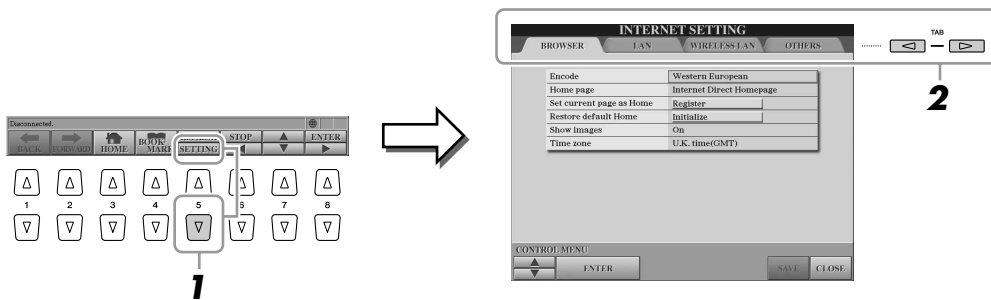 Disconnected.
BACK FORWARD HOME BOOK MARK SETTING STOP ENTER
1 2 3 4 5 6 7 8
1
INTERNET SETTING
BROWSER LAN WIRELESS LAN OTHERS
TAB
2
Encode Western European
Home page Internet Direct Homepage
Set current page as Home Register
Restore default Home Initialize
Show images On
Time zone U.K. time(GMT)
CONTROL MENU
ENTER SAVE CLOSE